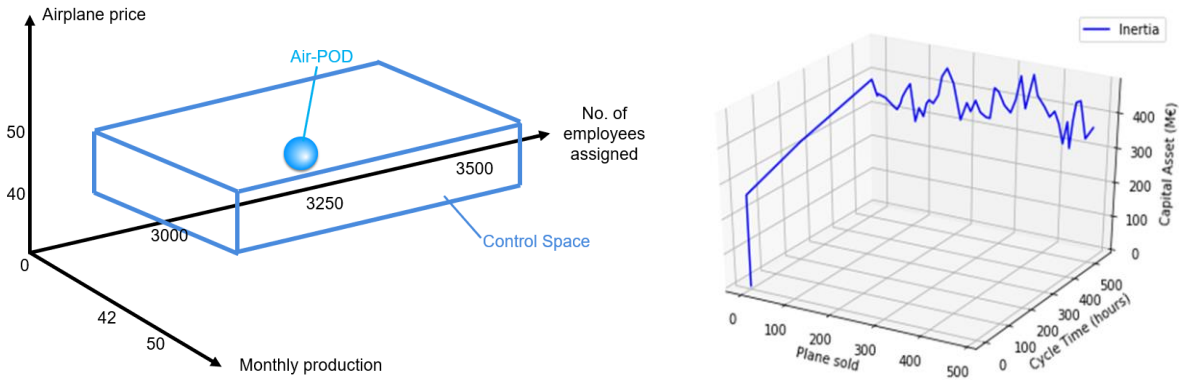 Airplane price
Air-POD
50
No. of
employees
assigned
40
3500
3250
3000
Control Space
0
42
50
Monthly production
Inertia
400
300
200
100
0
Capital Asset (M€)
0
100
200
300
400
500
Plane sold
0
100
200
300
400
500
Cycle Time (hours)